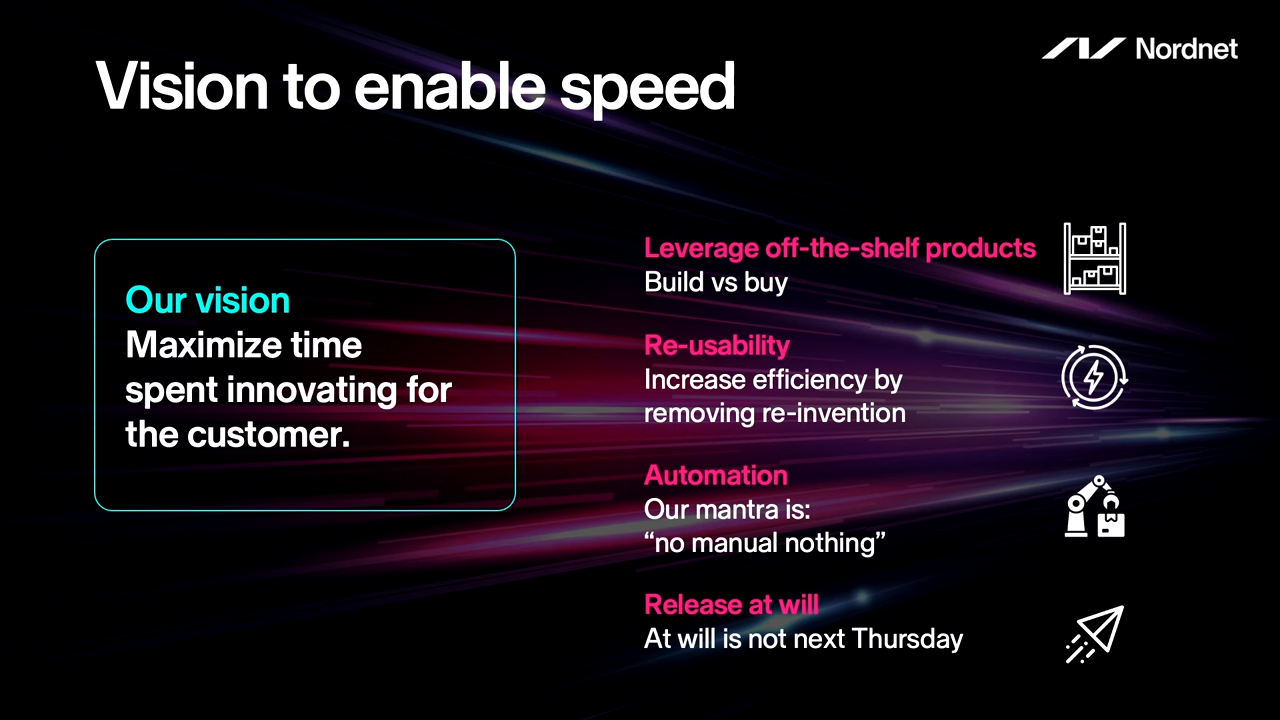 Nordnet
Vision to enable speed
Our vision
Maximize time
spent innovating for
the customer.
Leverage off-the-shelf products
Build vs buy
Re-usability
Increase efficiency by
removing re-invention
Automation
Our mantra is:
“no manual nothing”
Release at will
At will is not next Thursday